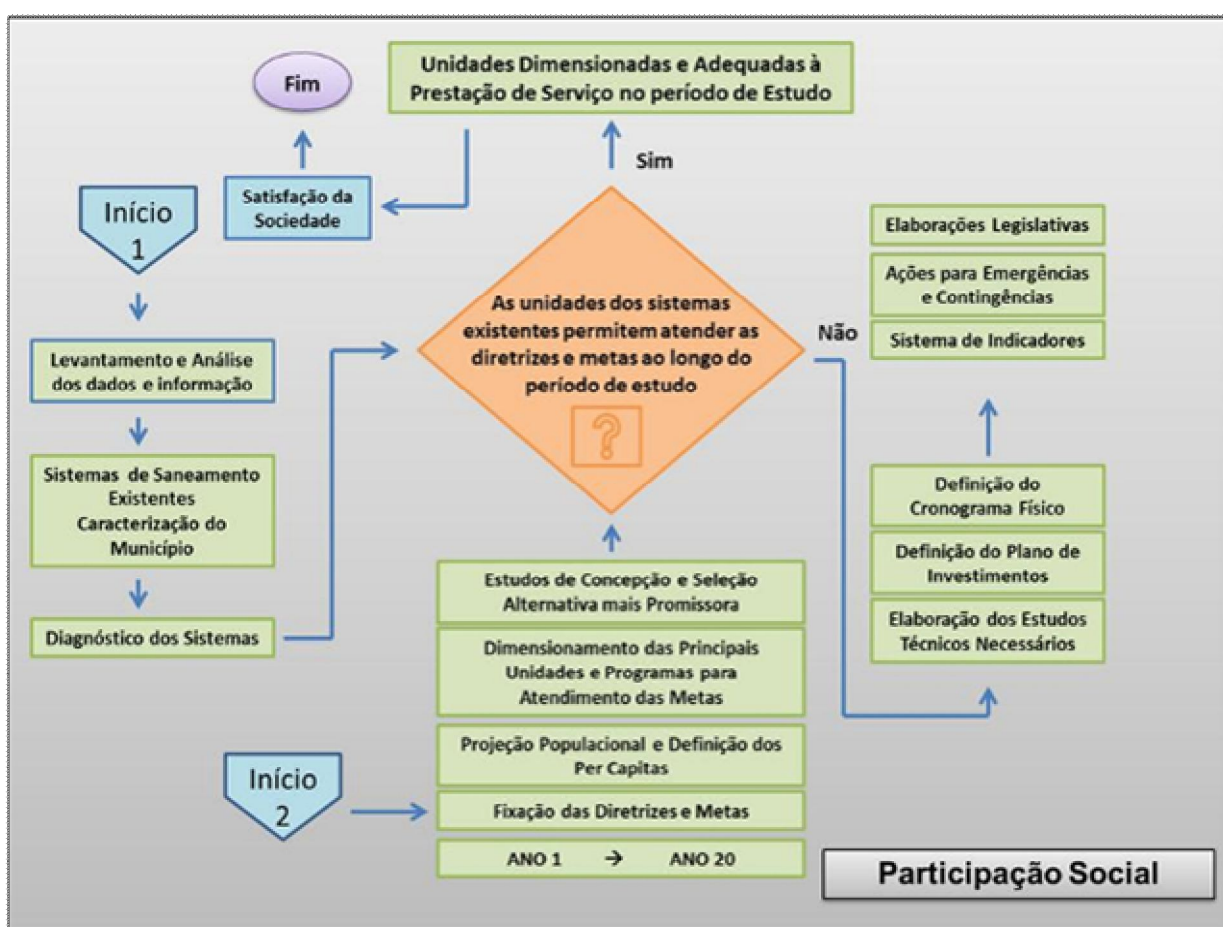 Unidades Dimensionadas e Adequadas à
Prestação de Serviço no período de Estudo
Fim
Sim
Satisfação da
Sociedade
Início
1
Levantamento e Análise
dos dados e informação
Sistemas de Saneamento
Existentes
Caracterização do
Município
Diagnóstico dos Sistemas
As unidades dos sistemas
existentes permitem atender as
diretrizes e metas ao longo do
período de estudo
?
Não
Elaborações Legislativas
Ações para Emergências
e Contingências
Sistema de Indicadores
Definição do
Cronograma Físico
Definição do Plano de
Investimentos
Elaboração dos Estudos
Técnicos Necessários
Estudos de Concepção e Seleção
Alternativa mais Promissora
Dimensionamento das Principais
Unidades e Programas para
Atendimento das Metas
Projeção Populacional e Definição dos
Per Capitas
Fixação das Diretrizes e Metas
ANO 1 → ANO 20
Início
2
Participação Social